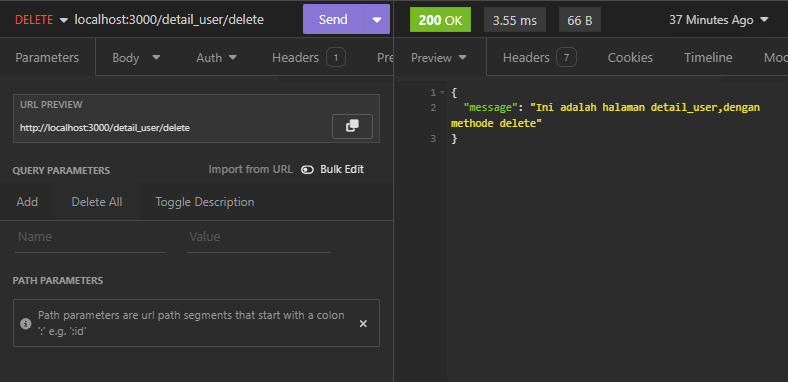 DELETE localhost:3000/detail_user/delete Send
Parameters Body Auth Headers 1 Pre
URL PREVIEW
http://localhost:3000/detail_user/delete
QUERY PARAMETERS Import from URL Bulk Edit
Add Delete All Toggle Description
Name Value
PATH PARAMETERS
Path parameters are url path segments that start with a colon
':' e.g. ':id'
200 OK 3.55 ms 66 B 37 Minutes Ago
Preview Headers 7 Cookies Timeline Moc
1 {
2 "message": "Ini adalah halaman detail_user,dengan
methode delete"
3 }